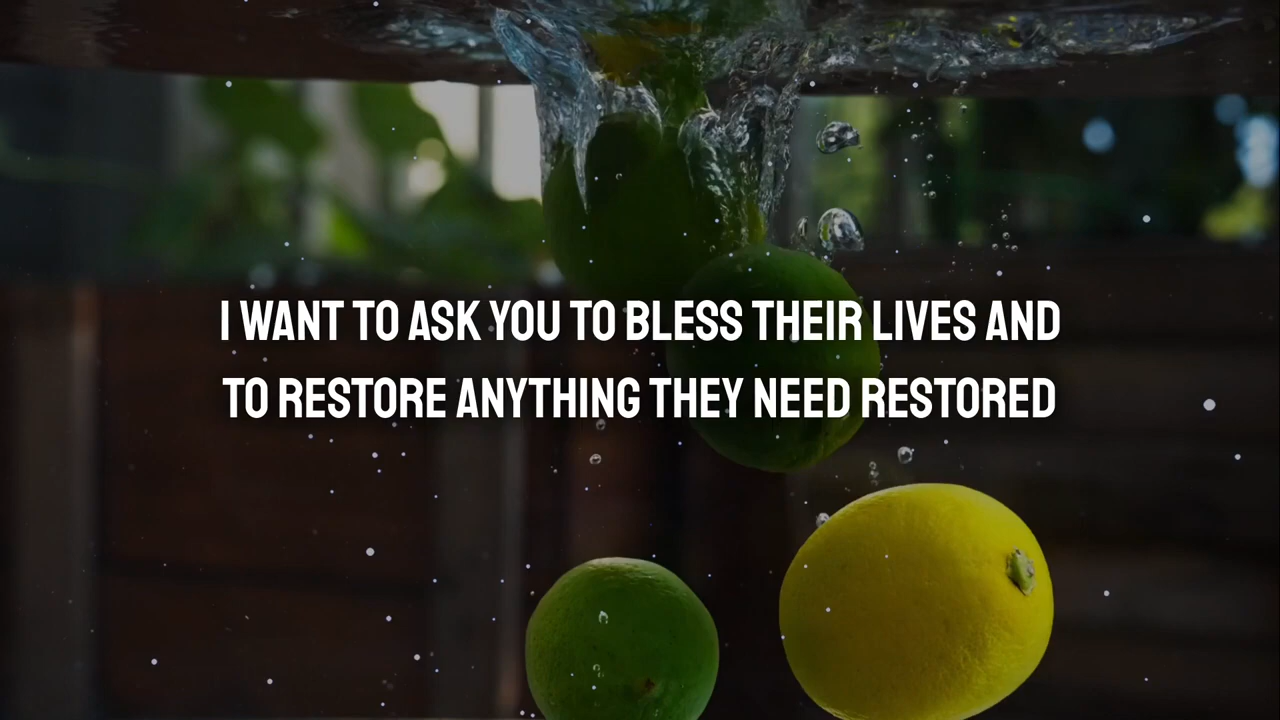 I WANT TO ASK YOU TO BLESS THEIR LIVES AND
TO RESTORE ANYTHING THEY NEED RESTORED